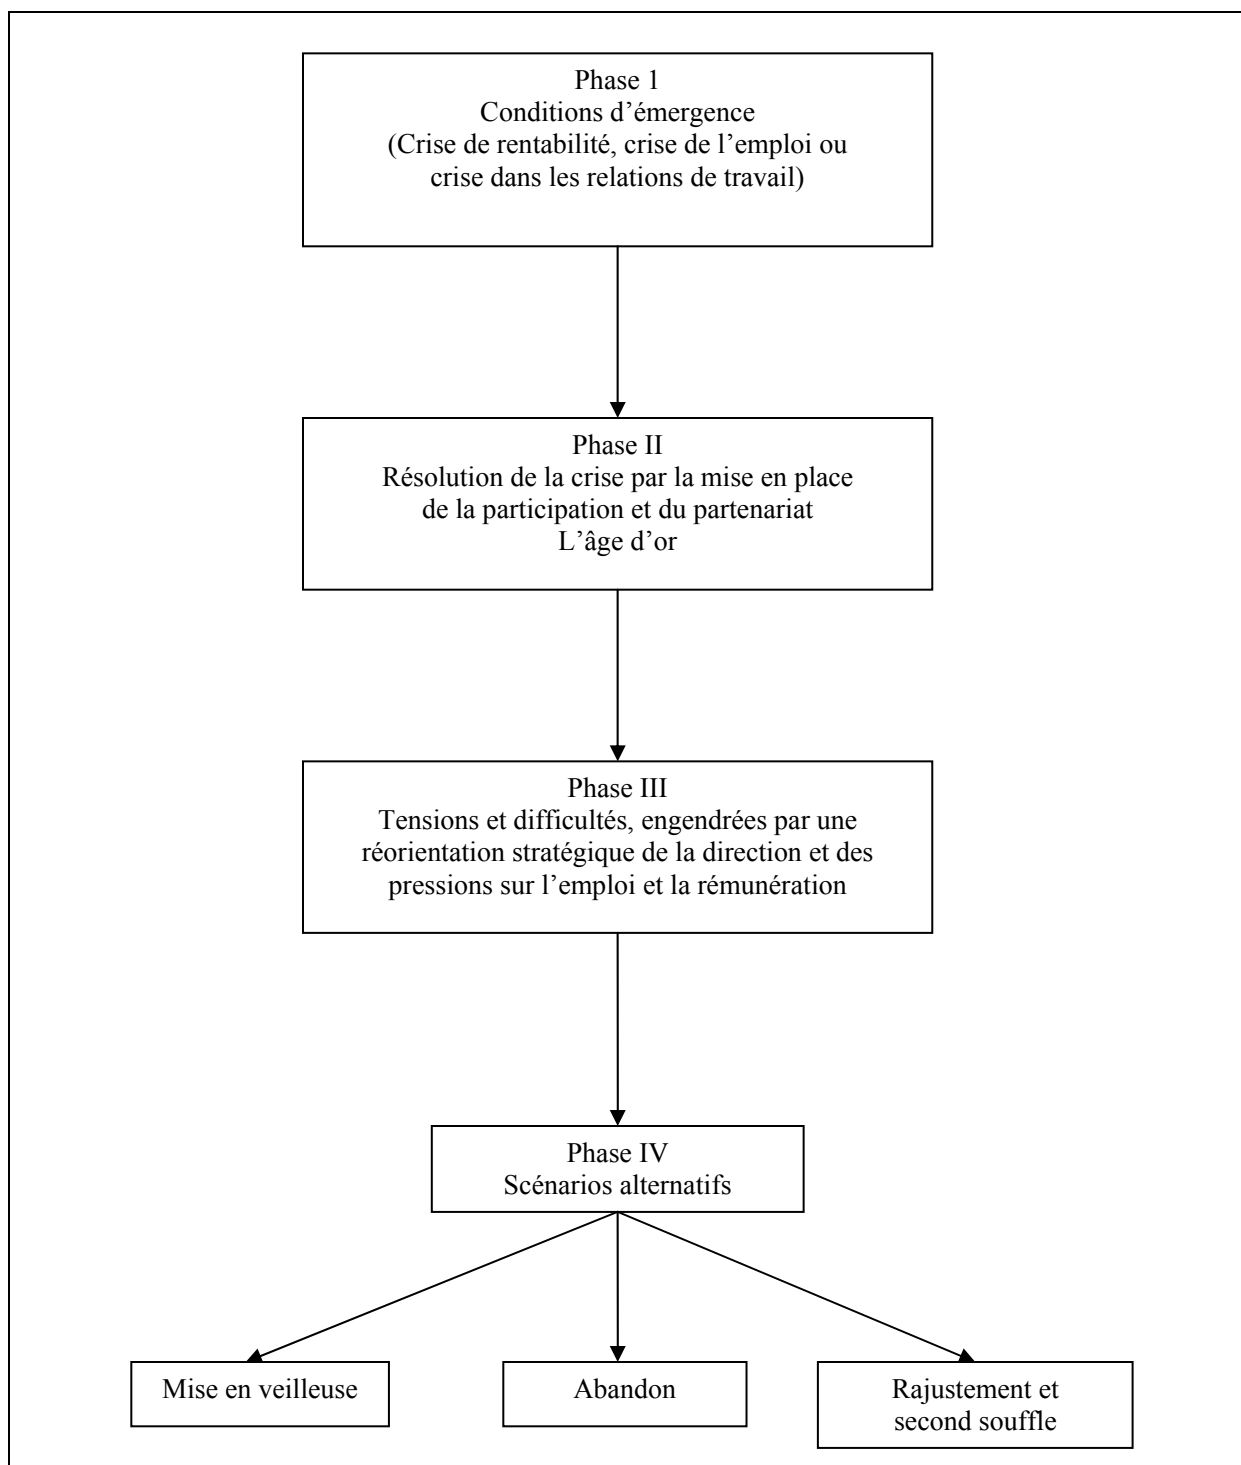 Phase 1
Conditions d’émergence
(Crise de rentabilité, crise de l’emploi ou
crise dans les relations de travail)
Phase II
Résolution de la crise par la mise en place
de la participation et du partenariat
L’âge d’or
Phase III
Tensions et difficultés, engendrées par une
réorientation stratégique de la direction et des
pressions sur l’emploi et la rémunération
Phase IV
Scénarios alternatifs
Mise en veilleuse
Abandon
Rajustement et
second souffle